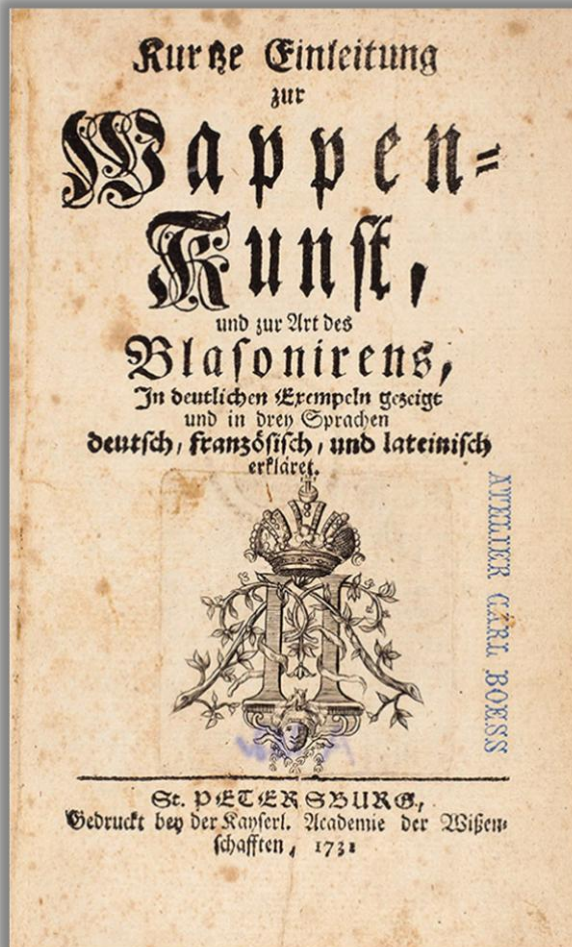 Kurtze Einleitung
zur
Wappen-
Kunst,
und zur Art des
Blasonirens,
In deutlichen Exempeln gezeigt
und in drey Sprachen
deutsch, französisch, und lateinisch
erkläret.
ATELIER CARL BOESS
St. PETERSBURG,
Gedruckt bey der Kayserl. Academie der Wißen-
schafften, 1731